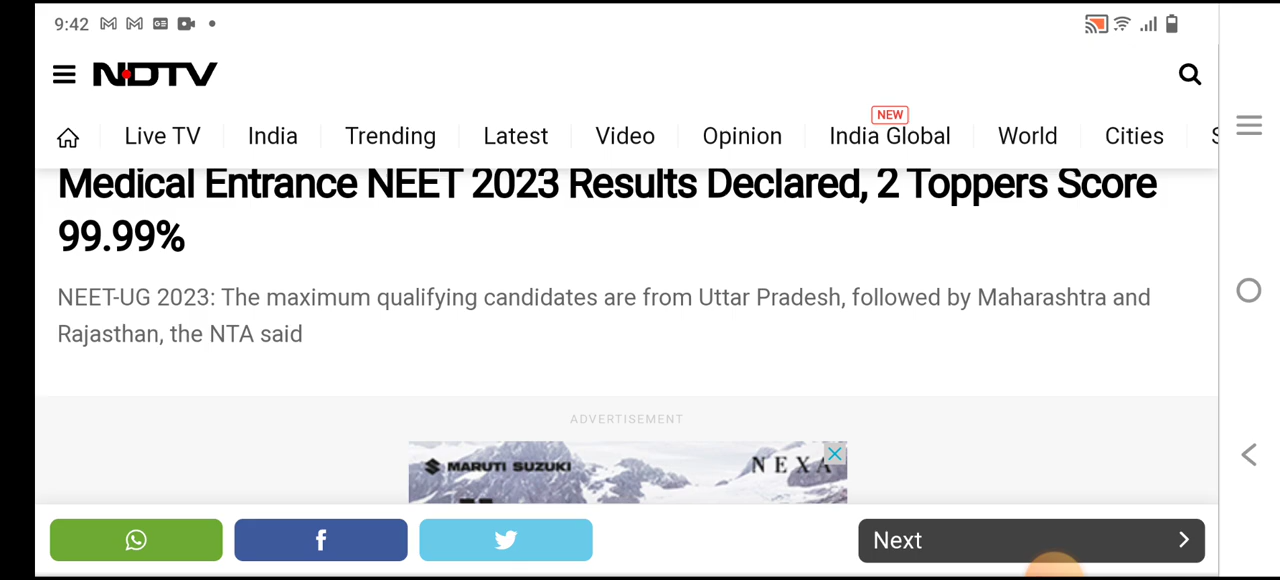 9:42
NDTV
NEW
Live TV India Trending Latest Video Opinion India Global World Cities
Medical Entrance NEET 2023 Results Declared, 2 Toppers Score
99.99%
NEET-UG 2023: The maximum qualifying candidates are from Uttar Pradesh, followed by Maharashtra and
Rajasthan, the NTA said
ADVERTISEMENT
MARUTI SUZUKI NEXA
Next